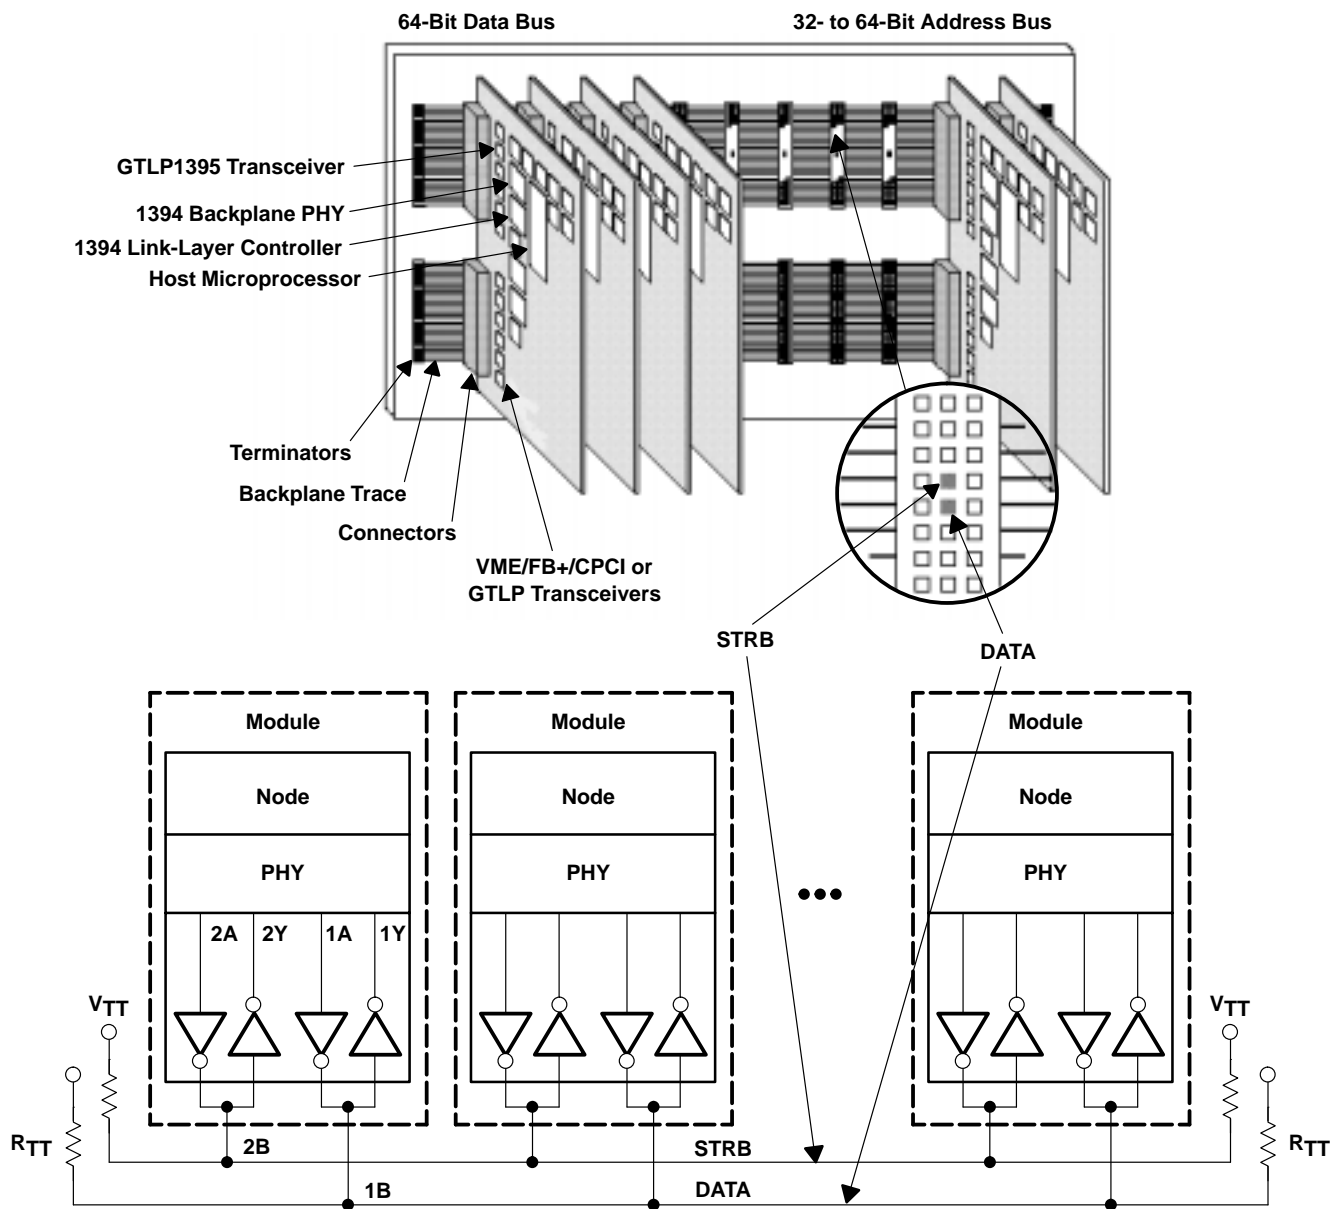 64-Bit Data Bus
32- to 64-Bit Address Bus
GTLP1395 Transceiver
1394 Backplane PHY
1394 Link-Layer Controller
Host Microprocessor
Terminators
Backplane Trace
Connectors
VME/FB+/CPCI or
GTLP Transceivers
STRB
DATA
Module
Module
Module
Node
Node
Node
PHY
PHY
PHY
2A
2Y
1A
1Y
VTT
VTT
RTT
RTT
2B
STRB
1B
DATA